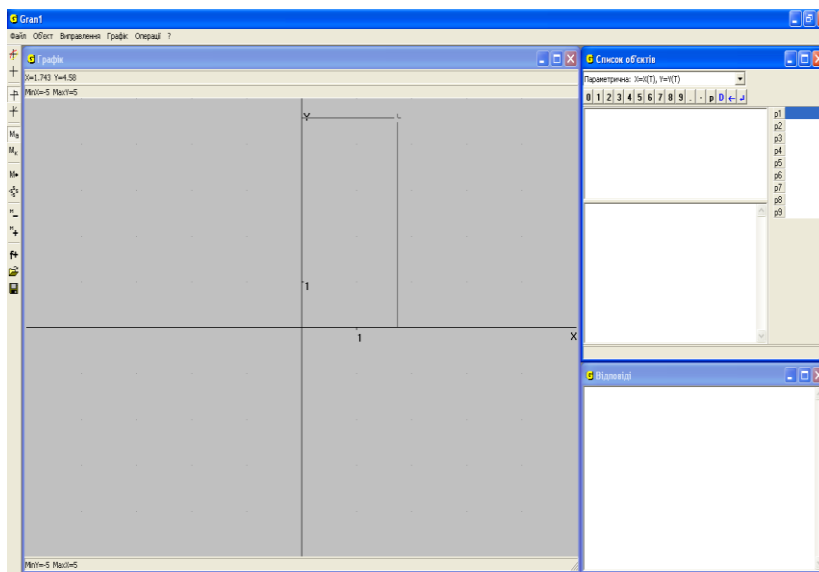 Gran1
Файл Об'єкт Виправлення Графік Операції ?
Графік
X=1.743 Y=4.58
MinX=-5 MaxY=5
Y
1
1
X
MinY=-5 MaxX=5
Список об'єктів
Параметрична: X=X(T), Y=Y(T)
0 1 2 3 4 5 6 7 8 9 . - p D ← ↲
p1
p2
p3
p4
p5
p6
p7
p8
p9
Відповіді